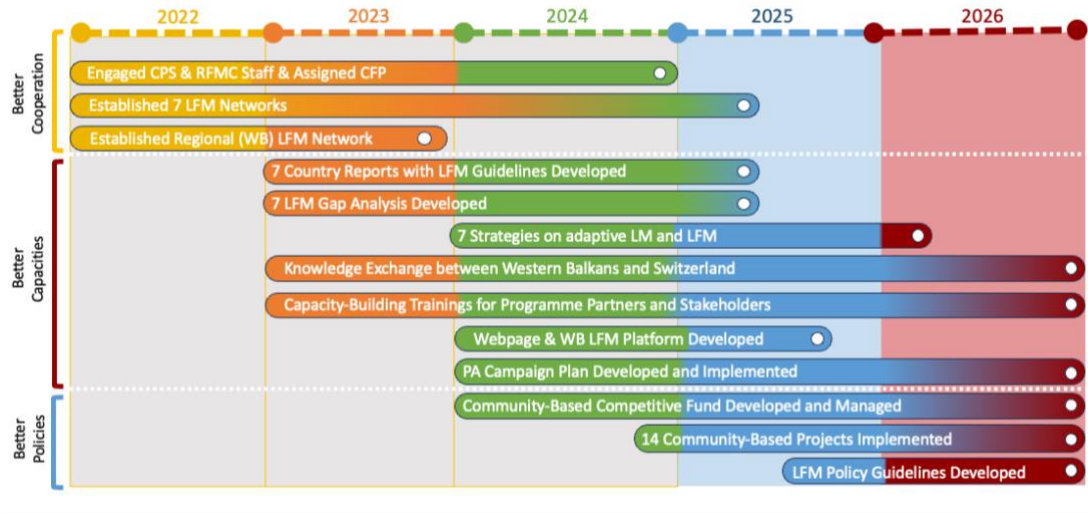 2022 2023 2024 2025 2026
Better
Cooperation
Engaged CPS & RFMC Staff & Assigned CFP
Established 7 LFM Networks
Established Regional (WB) LFM Network
Better
Capacities
7 Country Reports with LFM Guidelines Developed
7 LFM Gap Analysis Developed
7 Strategies on adaptive LM and LFM
Knowledge Exchange between Western Balkans and Switzerland
Capacity-Building Trainings for Programme Partners and Stakeholders
Webpage & WB LFM Platform Developed
PA Campaign Plan Developed and Implemented
Better
Policies
Community-Based Competitive Fund Developed and Managed
14 Community-Based Projects Implemented
LFM Policy Guidelines Developed